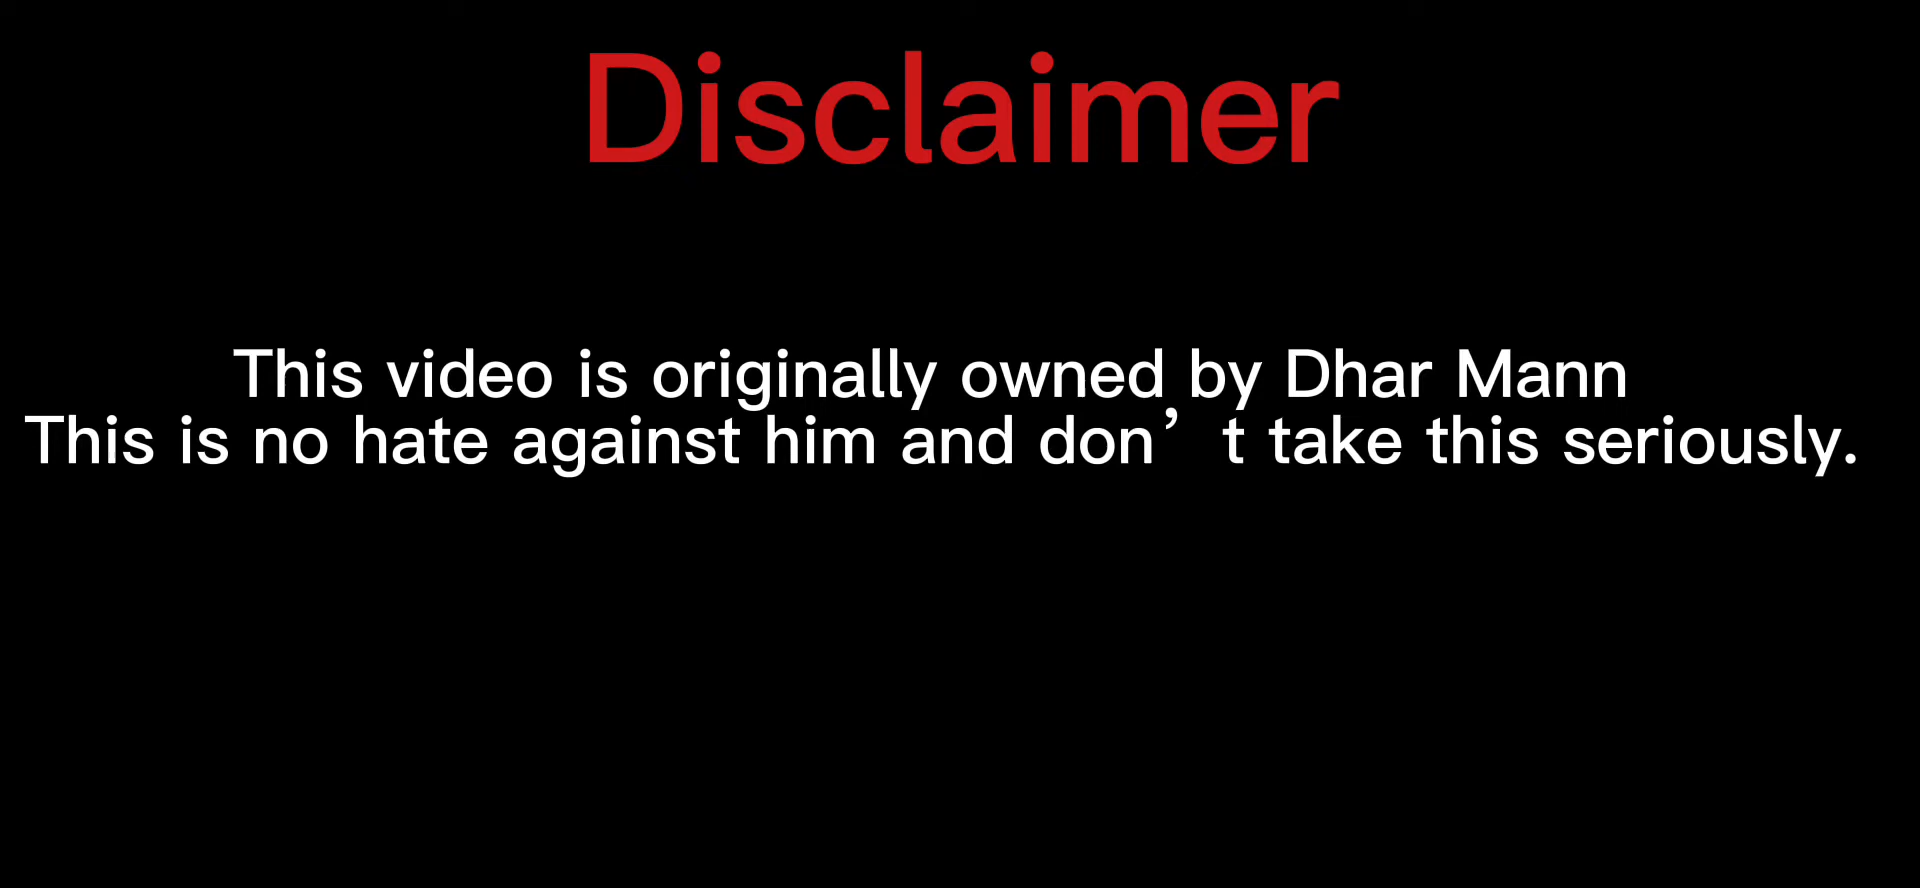 Disclaimer
This video is originally owned by Dhar Mann
This is no hate against him and don’t take this seriously.